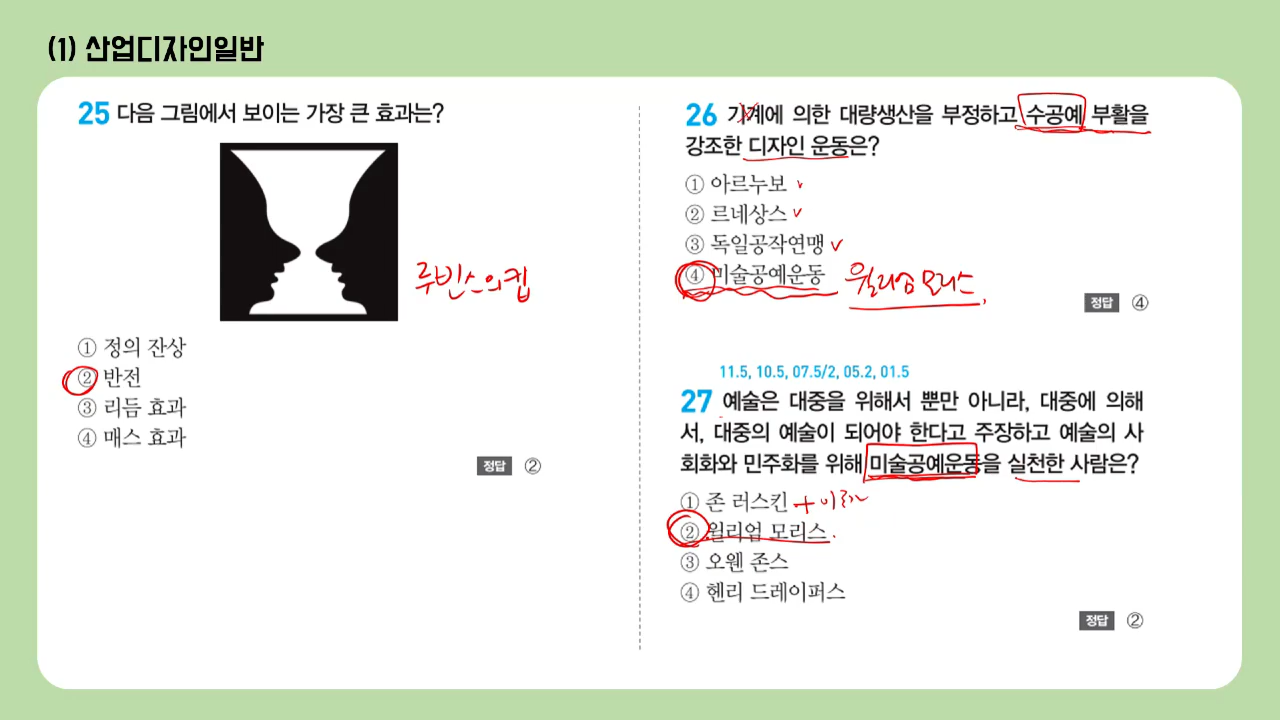 (1) 산업디자인일반
25 다음 그림에서 보이는 가장 큰 효과는?
루빈스의컵
① 정의 잔상
② 반전
③ 리듬 효과
④ 매스 효과
정답 ②
26 기계에 의한 대량생산을 부정하고 수공예 부활을
강조한 디자인 운동은?
① 아르누보
② 르네상스
③ 독일공작연맹
④ 미술공예운동 윌리엄 모리스
정답 ④
11.5, 10.5, 07.5/2, 05.2, 01.5
27 예술은 대중을 위해서 뿐만 아니라, 대중에 의해
서, 대중의 예술이 되어야 한다고 주장하고 예술의 사
회화와 민주화를 위해 미술공예운동을 실천한 사람은?
① 존 러스킨 + 이론
② 윌리엄 모리스
③ 오웬 존스
④ 헨리 드레이퍼스
정답 ②